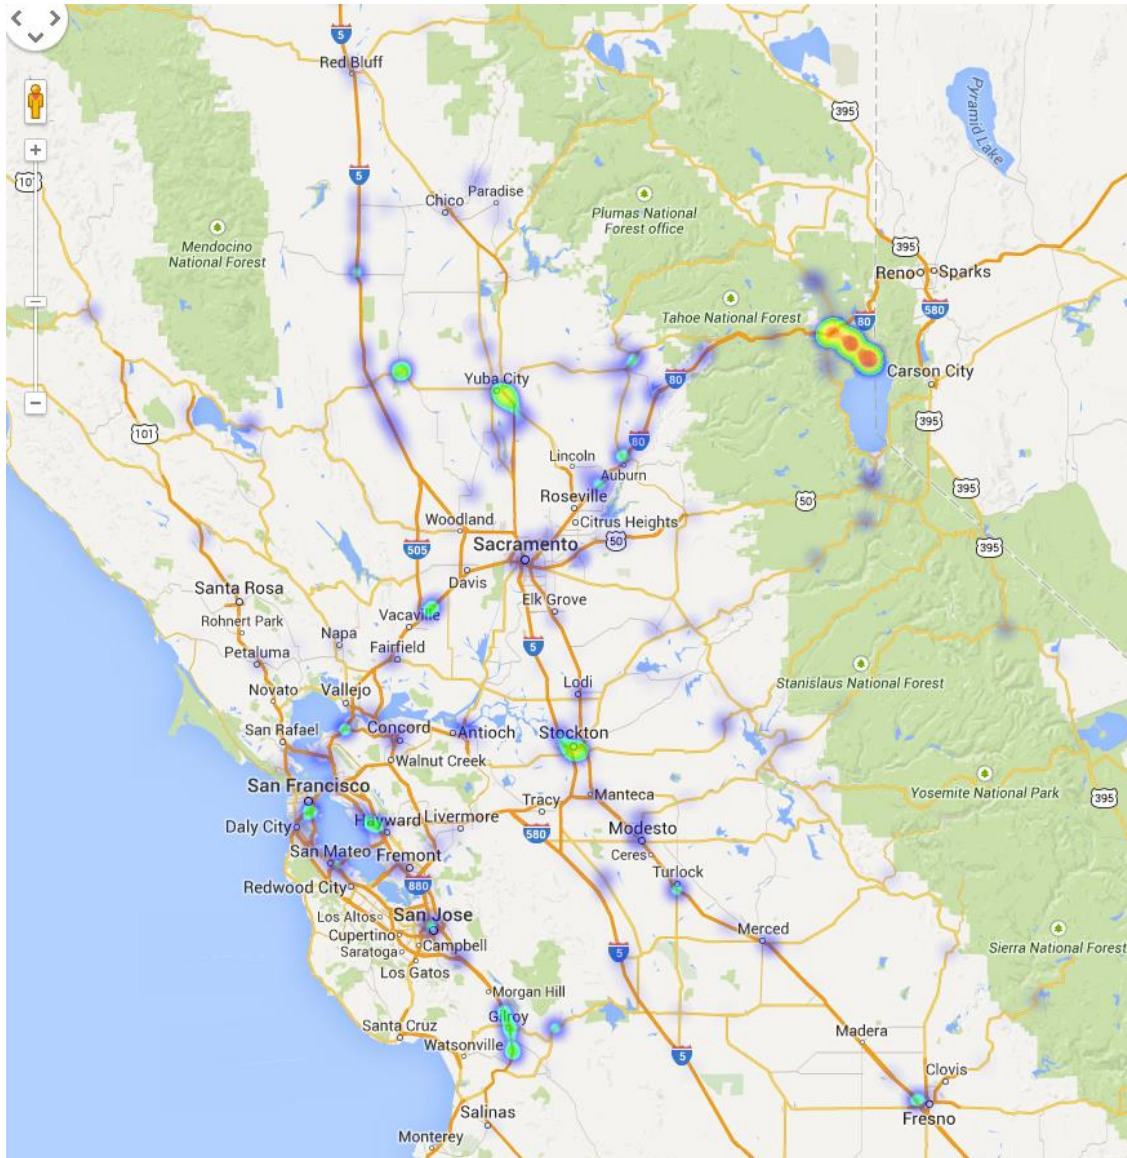 5
Red Bluff
395
Pyramid Lake
101
5
Paradise
Chico
Plumas National
Forest office
Mendocino
National Forest
395
395
Reno
Sparks
Tahoe National Forest
80
580
Yuba City
80
Carson City
395
101
80
Lincoln
Auburn
395
Roseville
50
Woodland
Citrus Heights
Sacramento
50
505
395
Davis
Santa Rosa
Elk Grove
Vacaville
Rohnert Park
Napa
5
Petaluma
Fairfield
Stanislaus National Forest
Novato
Vallejo
Lodi
San Rafael
Concord
Antioch
Stockton
Walnut Creek
San Francisco
Yosemite National Park
Tracy
Manteca
395
Daly City
Hayward
Livermore
580
Modesto
San Mateo
Fremont
Ceres
Redwood City
880
Turlock
Los Altos
San Jose
Merced
Cupertino
Campbell
Saratoga
Sierra National Forest
Los Gatos
5
Morgan Hill
Gilroy
Santa Cruz
Madera
Watsonville
5
Clovis
Salinas
Fresno
Monterey